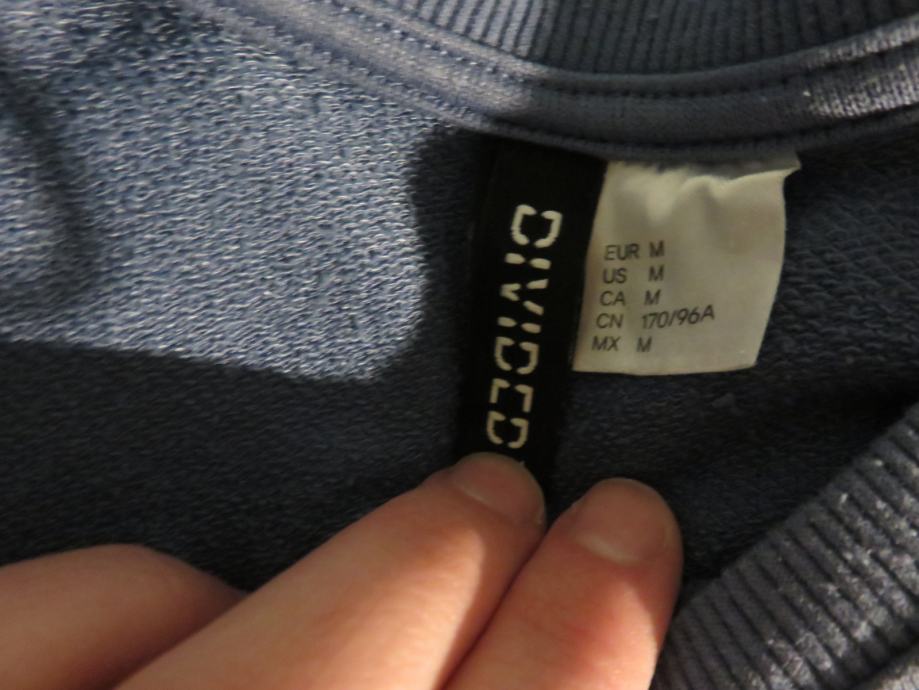 DIVIDED
EUR M
US M
CA M
CN 170/96A
MX M